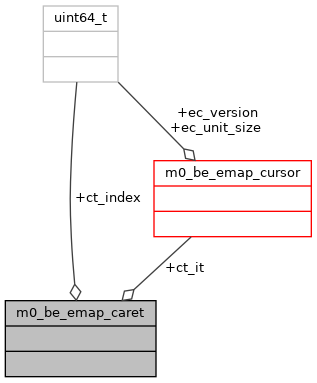 uint64_t
+ec_version
+ec_unit_size
m0_be_emap_cursor
+ct_index
+ct_it
m0_be_emap_caret